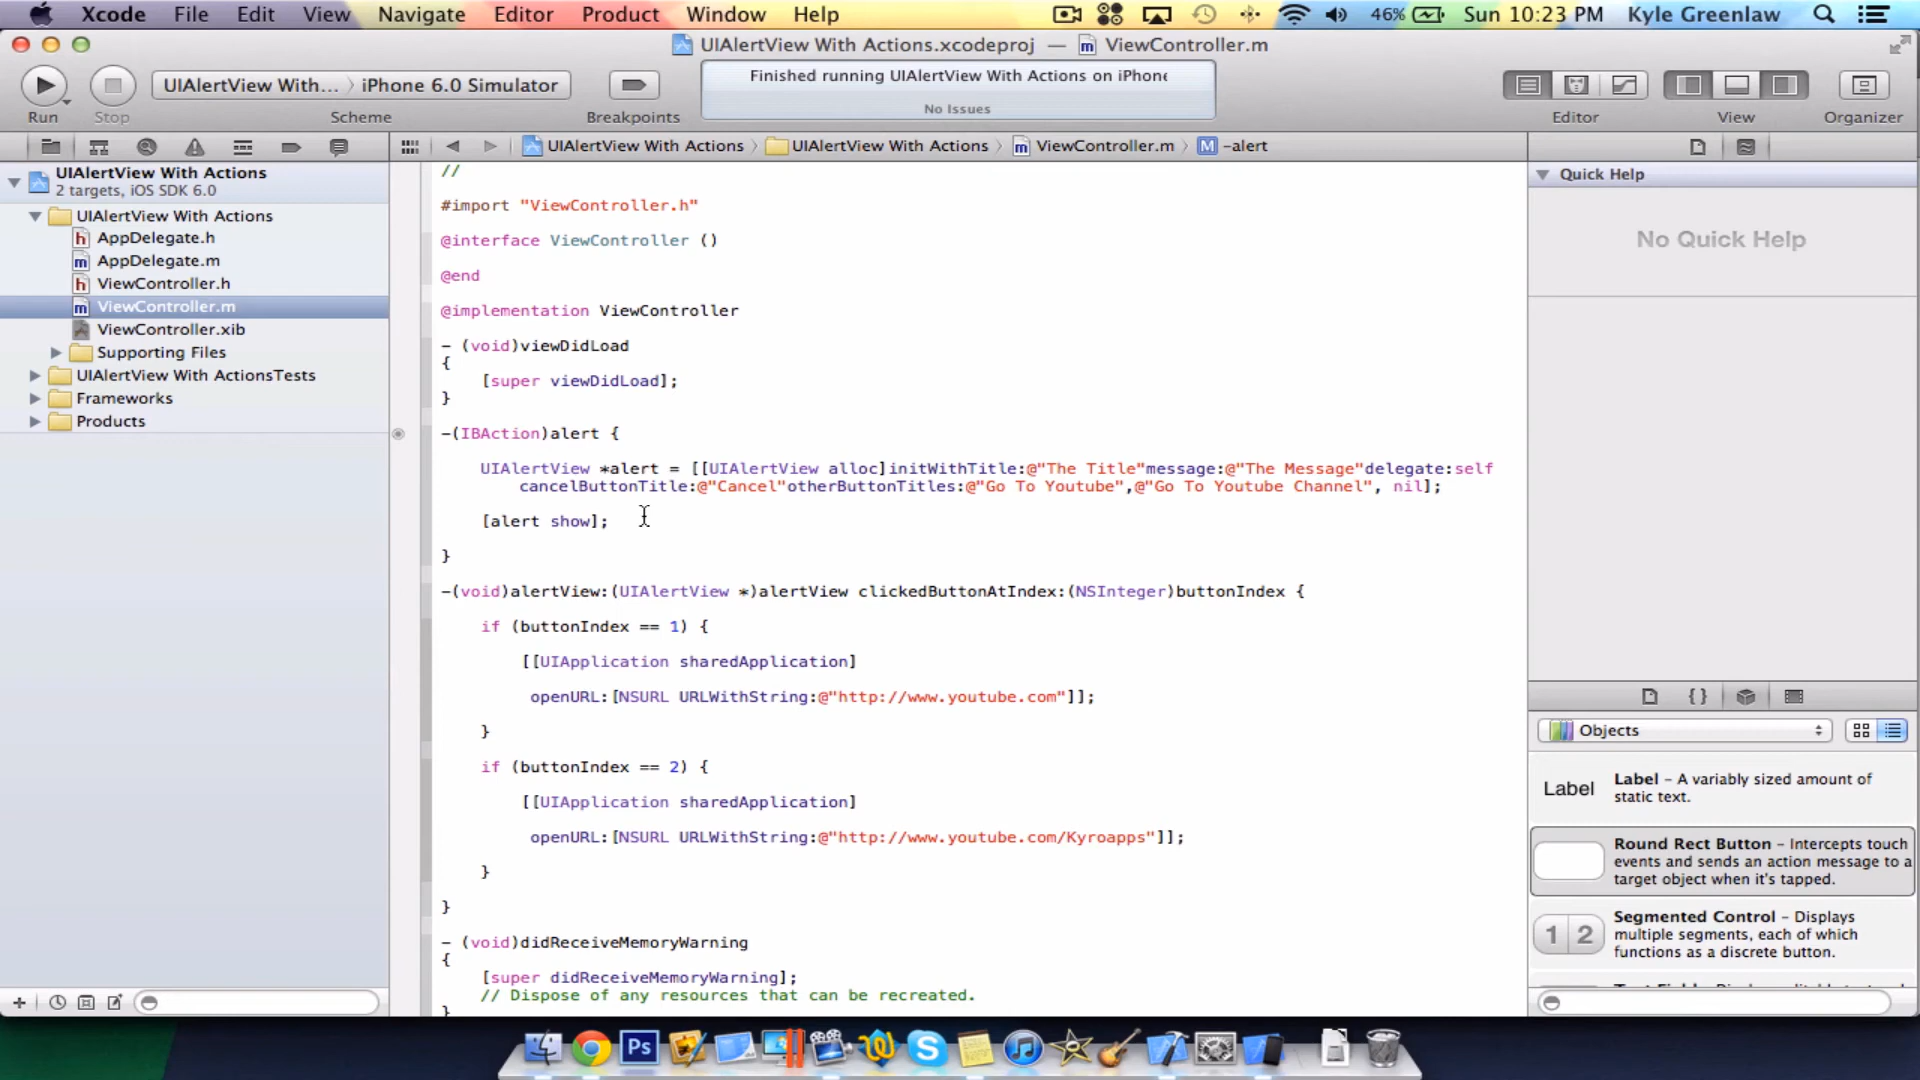 Xcode File Edit View Navigate Editor Product Window Help 46% Sun 10:23 PM Kyle Greenlaw
UIAlertView With Actions.xcodeproj — ViewController.m
UIAlertView With... iPhone 6.0 Simulator
Finished running UIAlertView With Actions on iPhone
No Issues
Run Stop Scheme Breakpoints Editor View Organizer
UIAlertView With Actions UIAlertView With Actions ViewController.m M -alert
UIAlertView With Actions
2 targets, iOS SDK 6.0
UIAlertView With Actions
h AppDelegate.h
m AppDelegate.m
h ViewController.h
m ViewController.m
ViewController.xib
Supporting Files
UIAlertView With ActionsTests
Frameworks
Products
//
#import "ViewController.h"
@interface ViewController ()
@end
@implementation ViewController
- (void)viewDidLoad
{
[super viewDidLoad];
}
-(IBAction)alert {
UIAlertView *alert = [[UIAlertView alloc]initWithTitle:@"The Title"message:@"The Message"delegate:self
cancelButtonTitle:@"Cancel"otherButtonTitles:@"Go To Youtube",@"Go To Youtube Channel", nil];
[alert show];
}
-(void)alertView:(UIAlertView *)alertView clickedButtonAtIndex:(NSInteger)buttonIndex {
if (buttonIndex == 1) {
[[UIApplication sharedApplication]
openURL:[NSURL URLWithString:@"http://www.youtube.com"]];
}
if (buttonIndex == 2) {
[[UIApplication sharedApplication]
openURL:[NSURL URLWithString:@"http://www.youtube.com/Kyroapps"]];
}
}
- (void)didReceiveMemoryWarning
{
[super didReceiveMemoryWarning];
// Dispose of any resources that can be recreated.
}
Quick Help
No Quick Help
{ }
Objects
Label
Label - A variably sized amount of
static text.
Round Rect Button - Intercepts touch
events and sends an action message to a
target object when it's tapped.
1 2
Segmented Control - Displays
multiple segments, each of which
functions as a discrete button.
Ps